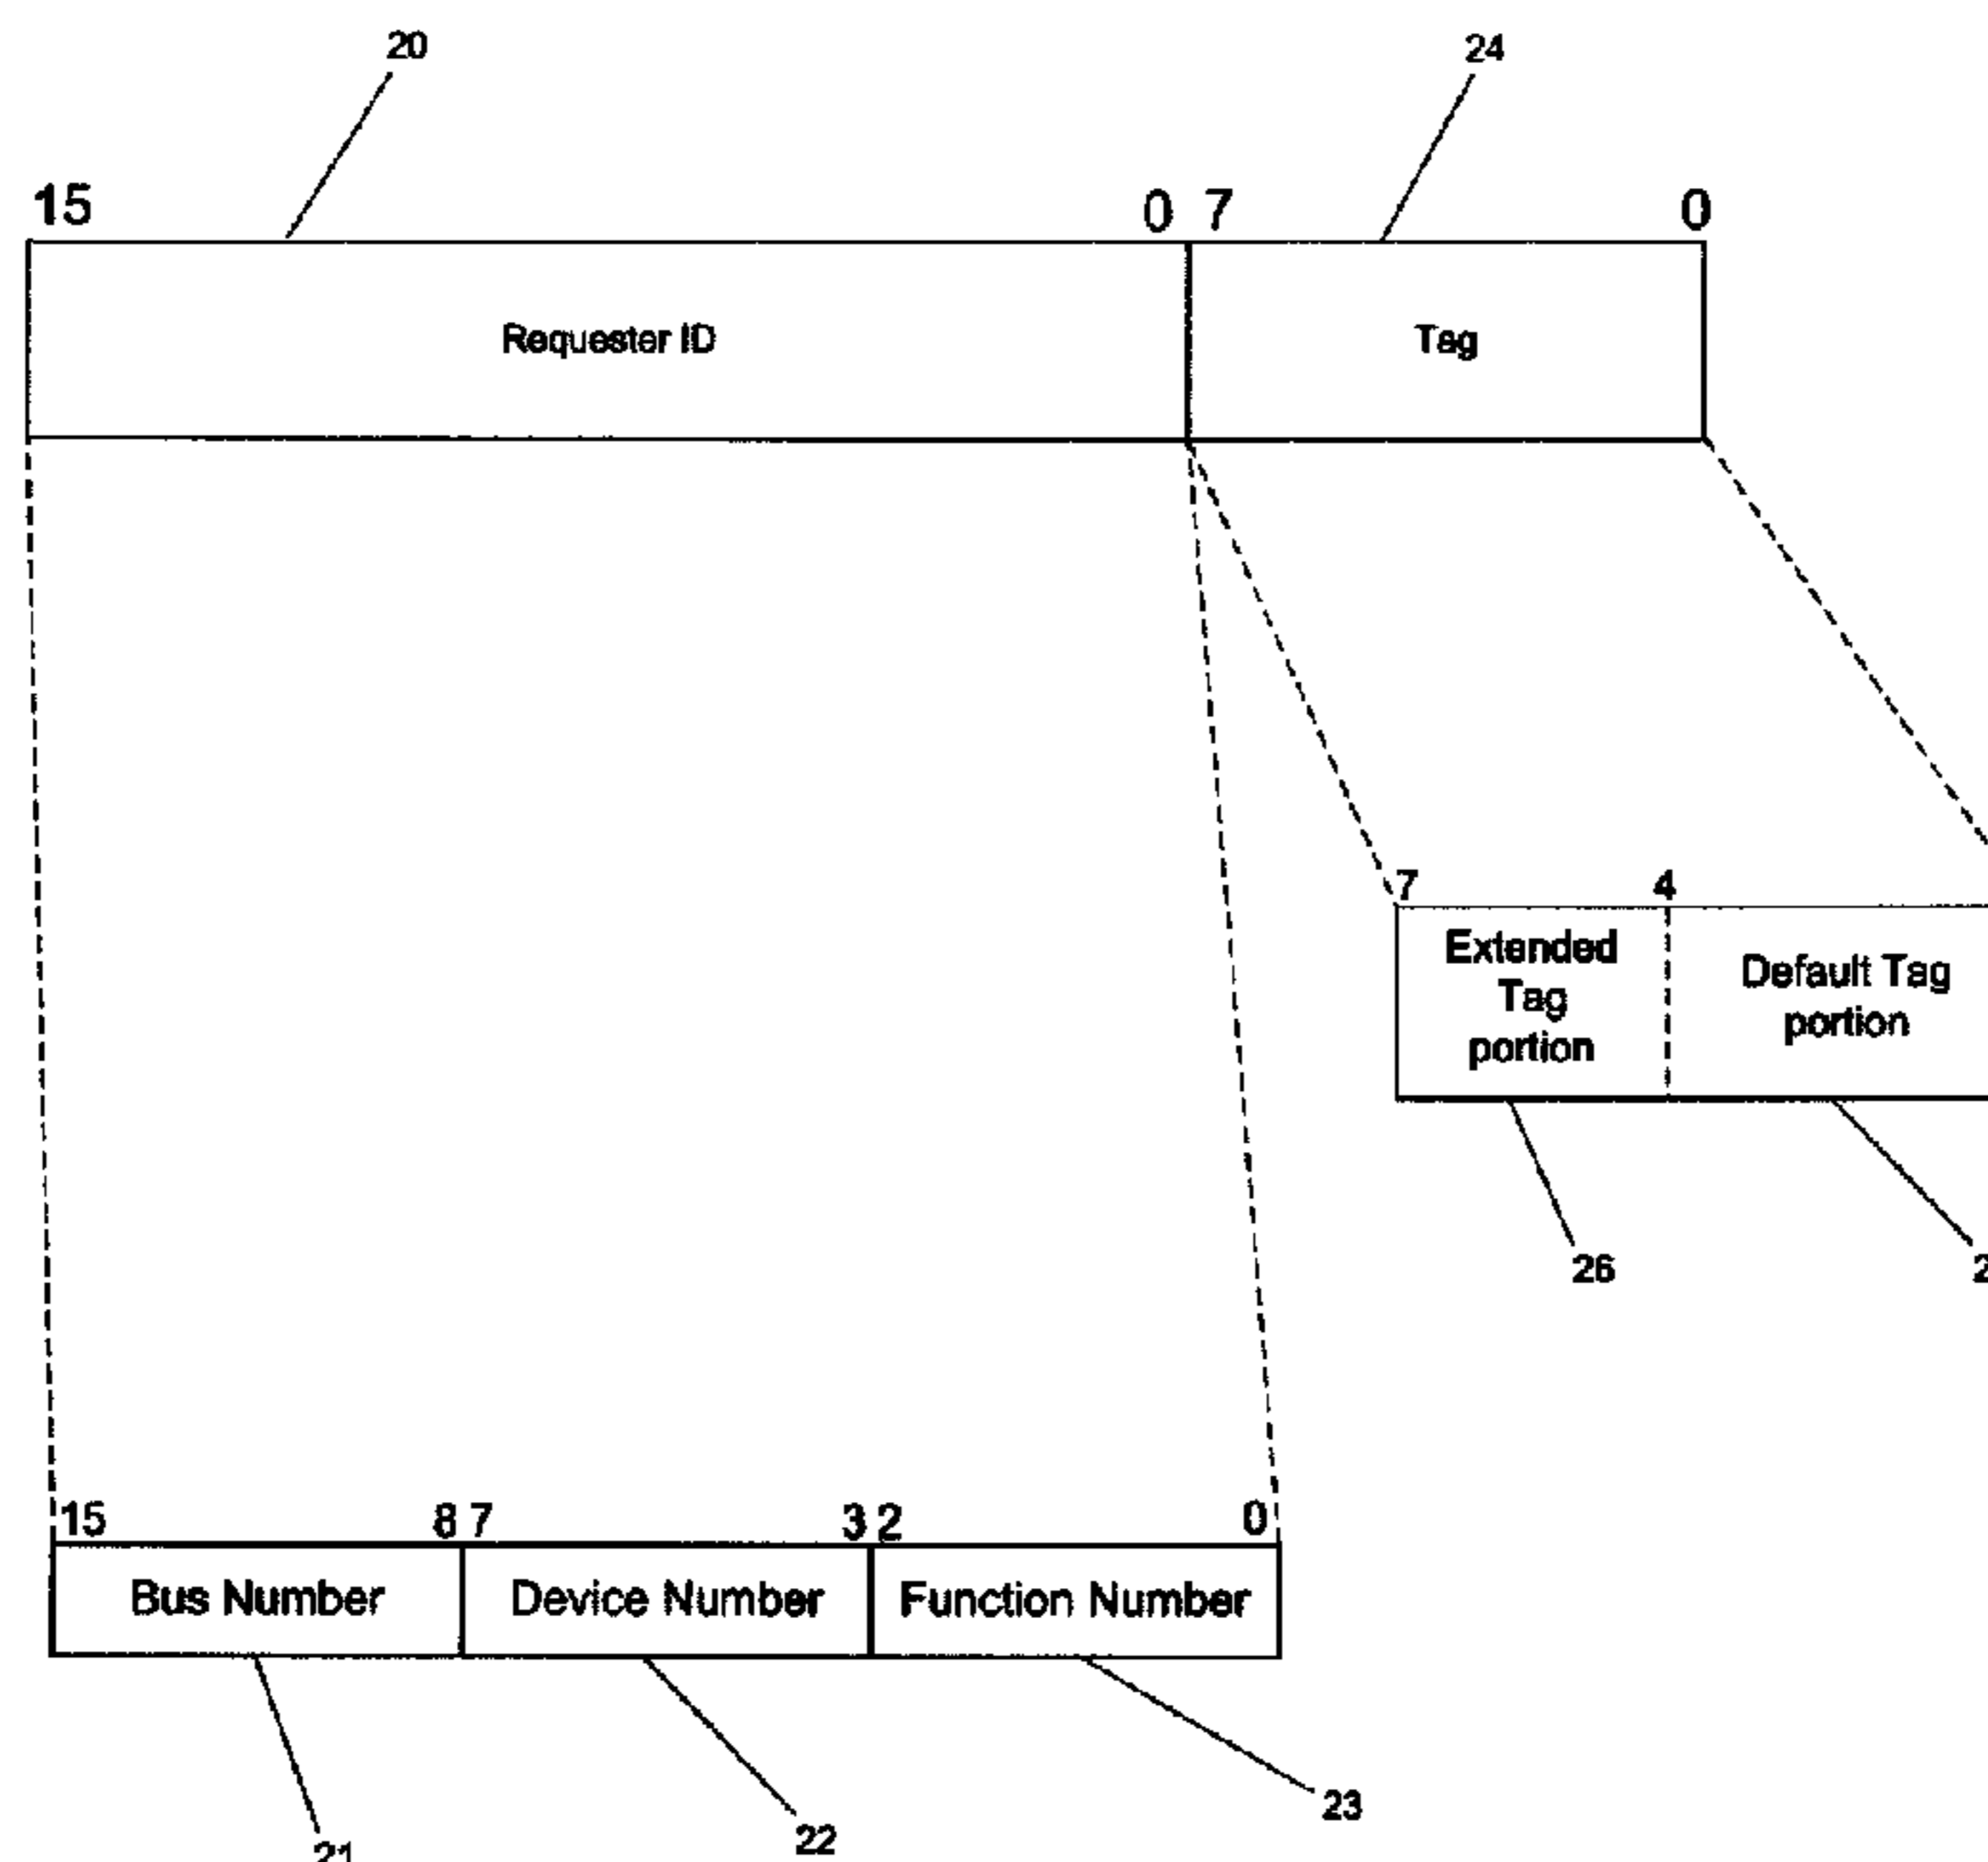 20
24
15
0 7
0
Requester ID
Tag
7
4
Extended
Tag
portion
Default Tag
portion
26
15
8 7
3 2
0
Bus Number
Device Number
Function Number
21
22
23